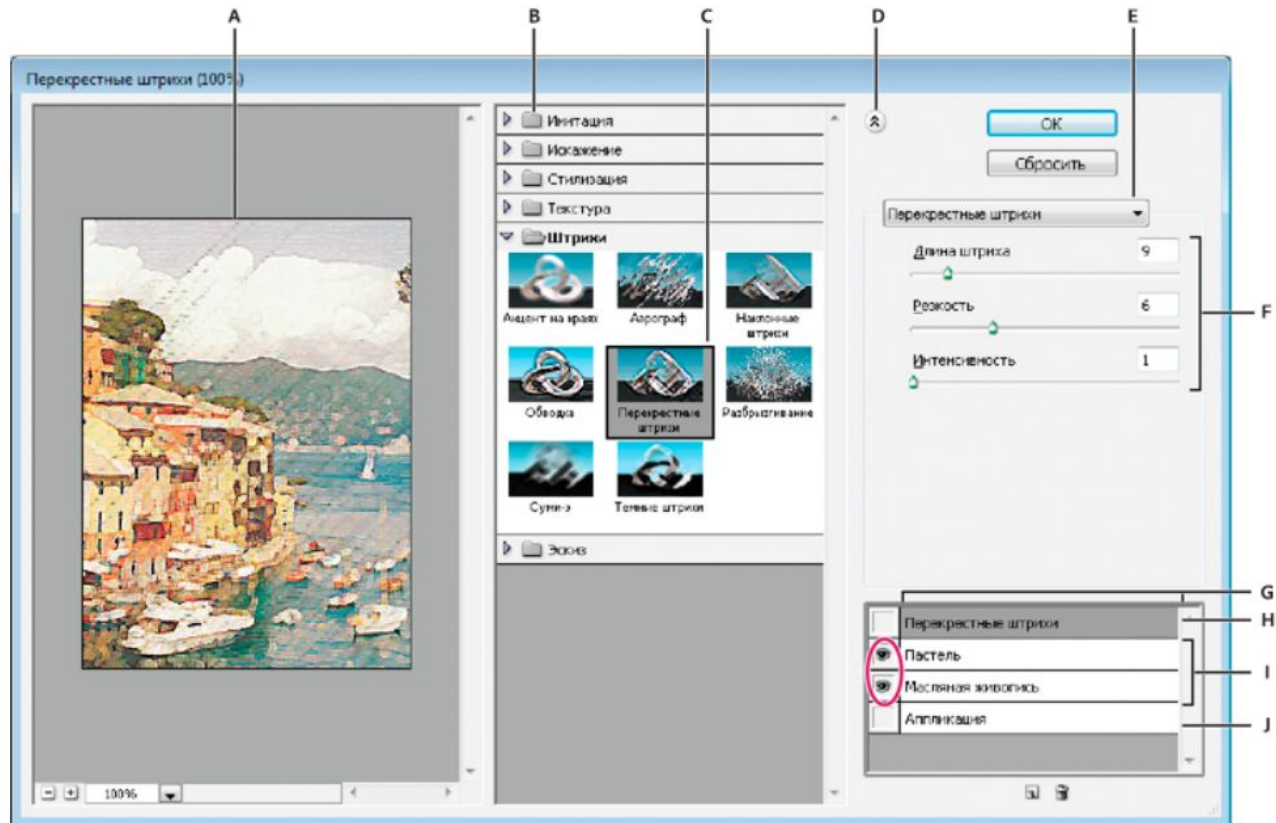 A B C D E
Перекрестные штрихи (100%)
Имитация
Искажение
Стилизация
Текстура
Штрихи
Акцент на краях Аэрограф Наклонные
штрихи
Обводка Перекрестные Разбрызгивание
штрихи
Суми-э Темные штрихи
Эскиз
100%
OK
Сбросить
Перекрестные штрихи
Длина штриха 9
Резкость 6
Интенсивность 1
F
G
Перекрестные штрихи H
Пастель
I
Масляная живопись
Аппликация J